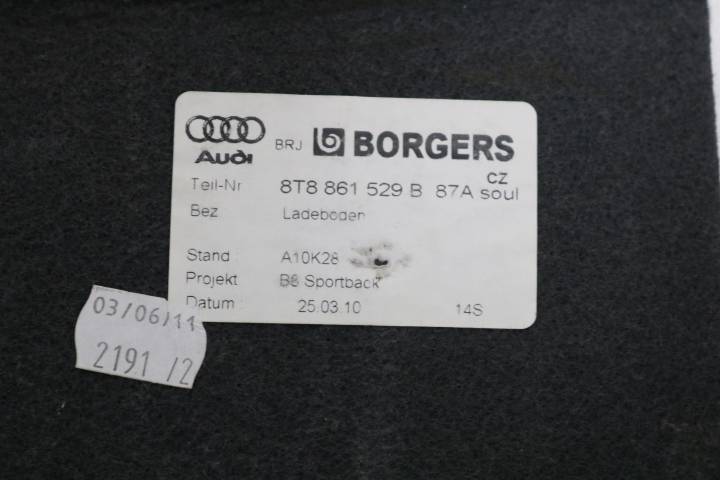 Audi BRJ BORGERS
CZ
Teil-Nr 8T8 861 529 B 87A soul
Bez Ladeboden
Stand A10K28
Projekt B8 Sportback
Datum : 25.03.10 14S
03/06/11
2191 /2